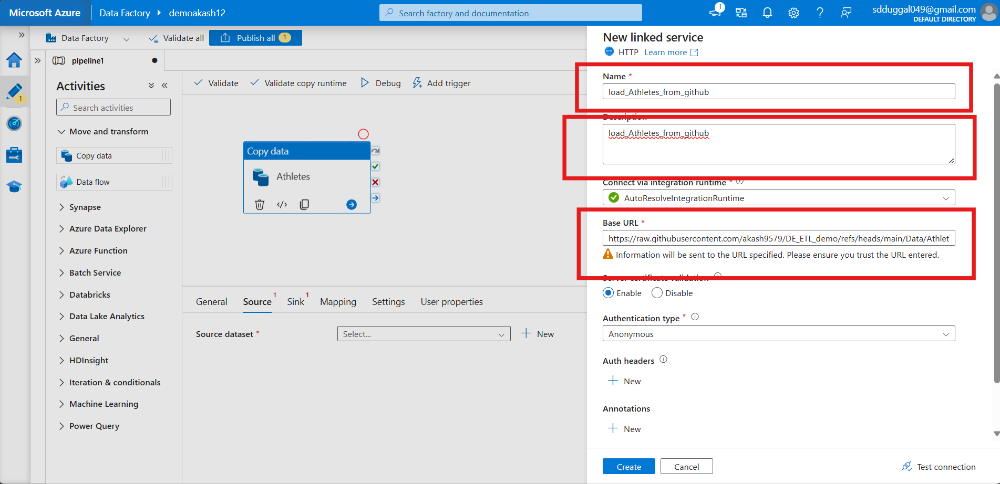 Microsoft Azure
Data Factory
demoakash12
Search factory and documentation
1
sdduggal049@gmail.com
DEFAULT DIRECTORY
Data Factory
Validate all
Publish all 1
pipeline1
1
Activities
Search activities
Move and transform
Copy data
Data flow
Synapse
Azure Data Explorer
Azure Function
Batch Service
Databricks
Data Lake Analytics
General
HDInsight
Iteration & conditionals
Machine Learning
Power Query
Validate
Validate copy runtime
Debug
Add trigger
Copy data
Athletes
General
Source 1
Sink 1
Mapping
Settings
User properties
Source dataset *
Select...
New
New linked service
HTTP
HTTP Learn more
Name *
load_Athletes_from_github
Description
load_Athletes_from_github
Connect via integration runtime *
AutoResolveIntegrationRuntime
Base URL *
https://raw.githubusercontent.com/akash9579/DE_ETL_demo/refs/heads/main/Data/Athlet
Information will be sent to the URL specified. Please ensure you trust the URL entered.
Server certificate validation
Enable
Disable
Authentication type *
Anonymous
Auth headers
New
Annotations
New
Create
Cancel
Test connection